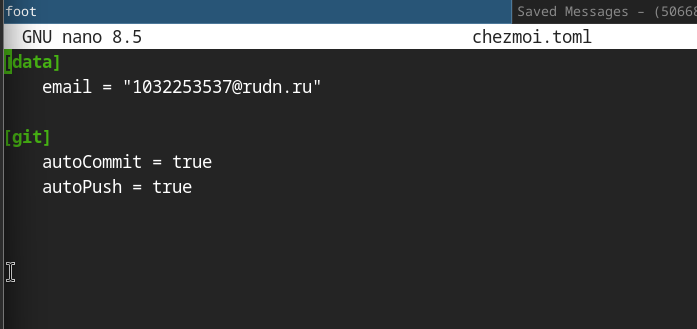 foot
Saved Messages – (50668
GNU nano 8.5 chezmoi.toml
[data]
email = "1032253537@rudn.ru"
[git]
autoCommit = true
autoPush = true